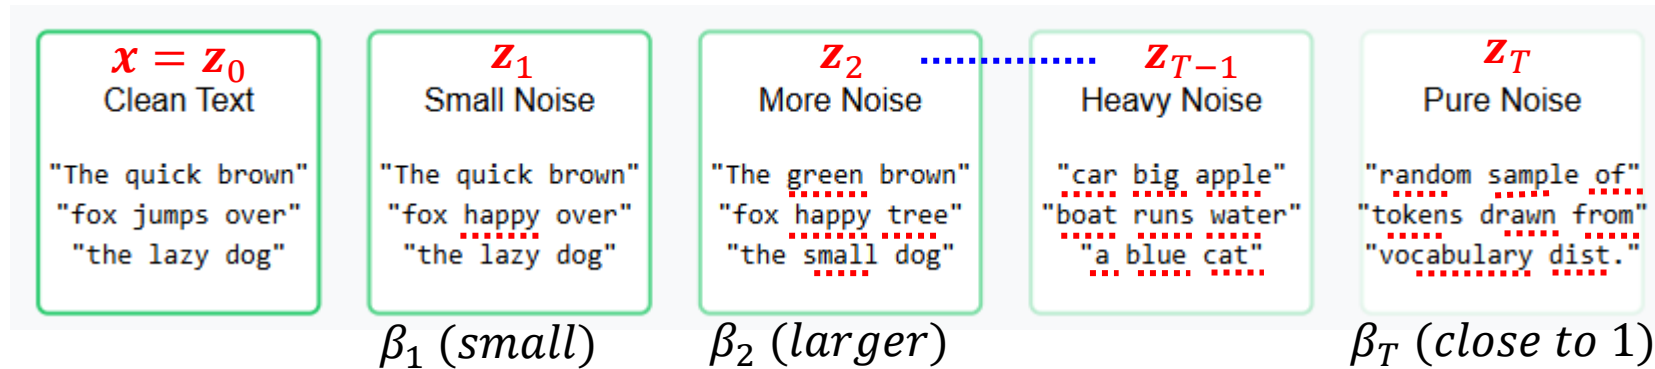 x = z₀
Clean Text
"The quick brown"
"fox jumps over"
"the lazy dog"
z₁
Small Noise
"The quick brown"
"fox happy over"
"the lazy dog"
β₁ (small)
z₂
More Noise
"The green brown"
"fox happy tree"
"the small dog"
β₂ (larger)
z_{T−1}
Heavy Noise
"car big apple"
"boat runs water"
"a blue cat"
z_T
Pure Noise
"random sample of"
"tokens drawn from"
"vocabulary dist."
β_T (close to 1)